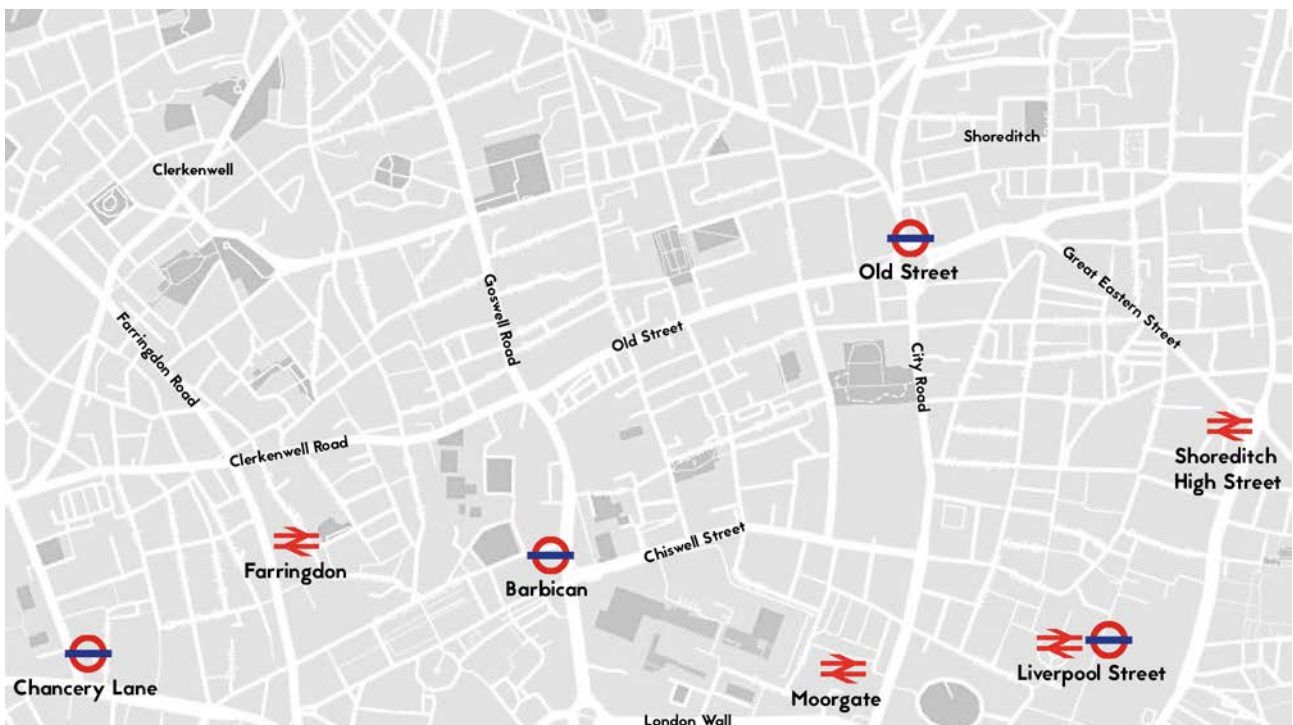 Shoreditch
Clerkenwell
Old Street
Great Eastern Street
Goswell Road
Farringdon Road
Old Street
City Road
Clerkenwell Road
Shoreditch
High Street
Chiswell Street
Farringdon
Barbican
Liverpool Street
Chancery Lane
Moorgate
London Wall